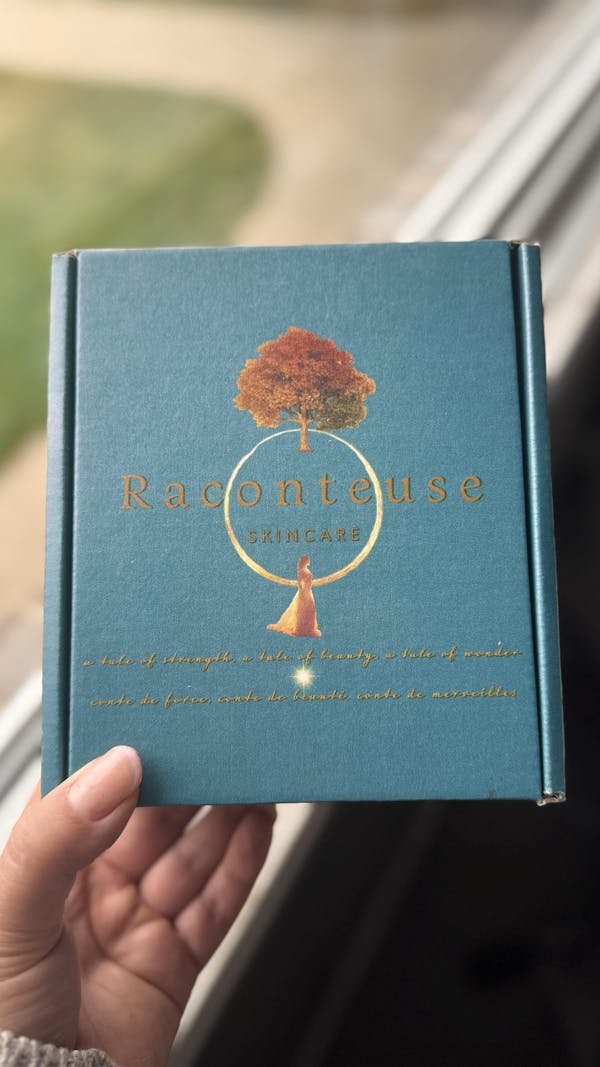 Raconteuse
SKINCARE
a tale of strength, a tale of beauty, a tale of wonder
conte de force, conte de beauté, conte de merveilles